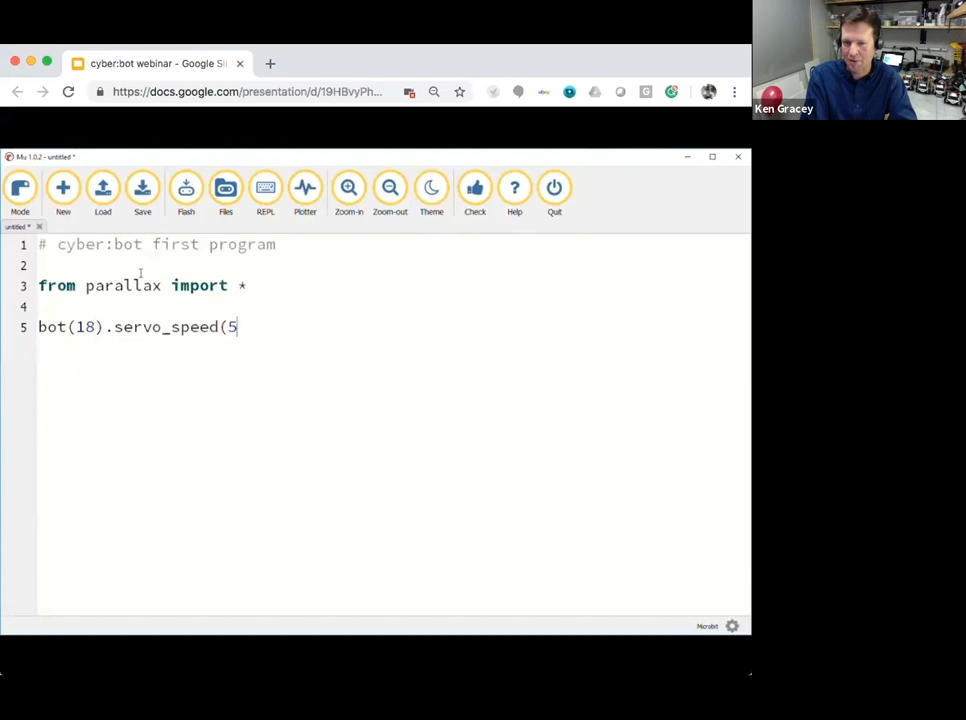 cyber:bot webinar - Google Sli
https://docs.google.com/presentation/d/19HBvyPh...
Ken Gracey
Mu 1.0.2 - untitled *
Mode New Load Save Flash Files REPL Plotter Zoom-in Zoom-out Theme Check Help Quit
untitled *
1 # cyber:bot first program
2
3 from parallax import *
4
5 bot(18).servo_speed(5
Microbit